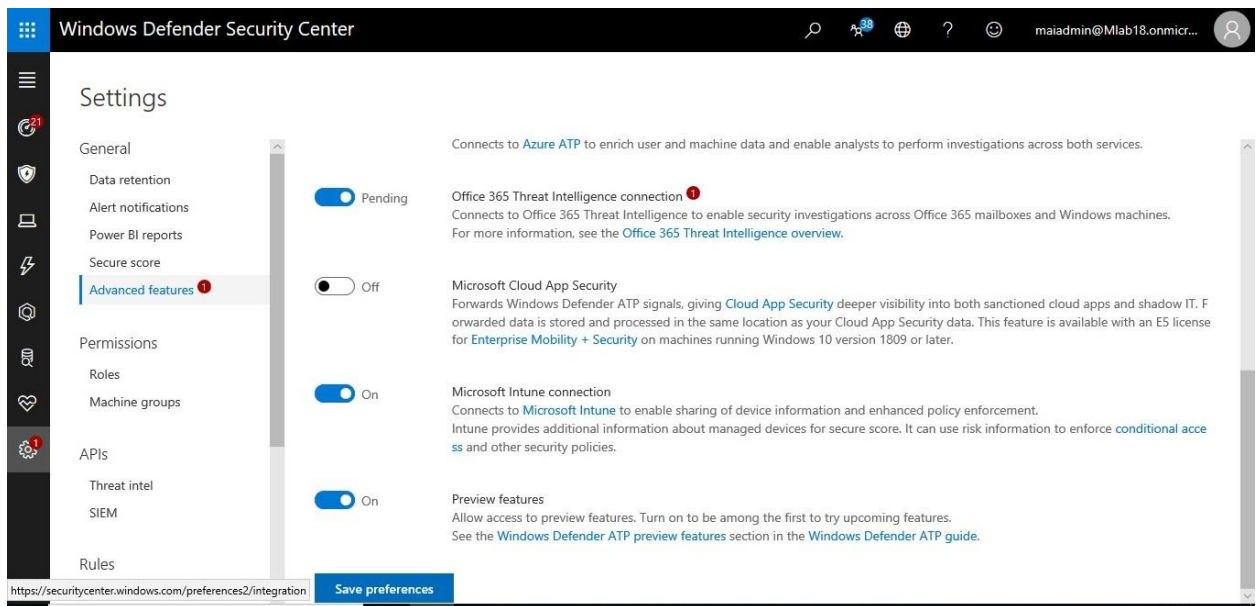 Windows Defender Security Center
38
?
maiadmin@Mlab18.onmicr...
Settings
21
General
Data retention
Alert notifications
Power BI reports
Secure score
Advanced features 1
Permissions
Roles
Machine groups
1
APIs
Threat intel
SIEM
Rules
https://securitycenter.windows.com/preferences2/integration
Connects to Azure ATP to enrich user and machine data and enable analysts to perform investigations across both services.
Pending
Office 365 Threat Intelligence connection 1
Connects to Office 365 Threat Intelligence to enable security investigations across Office 365 mailboxes and Windows machines.
For more information, see the Office 365 Threat Intelligence overview.
Off
Microsoft Cloud App Security
Forwards Windows Defender ATP signals, giving Cloud App Security deeper visibility into both sanctioned cloud apps and shadow IT. F
orwarded data is stored and processed in the same location as your Cloud App Security data. This feature is available with an E5 license
for Enterprise Mobility + Security on machines running Windows 10 version 1809 or later.
On
Microsoft Intune connection
Connects to Microsoft Intune to enable sharing of device information and enhanced policy enforcement.
Intune provides additional information about managed devices for secure score. It can use risk information to enforce conditional acce
ss and other security policies.
On
Preview features
Allow access to preview features. Turn on to be among the first to try upcoming features.
See the Windows Defender ATP preview features section in the Windows Defender ATP guide.
Save preferences